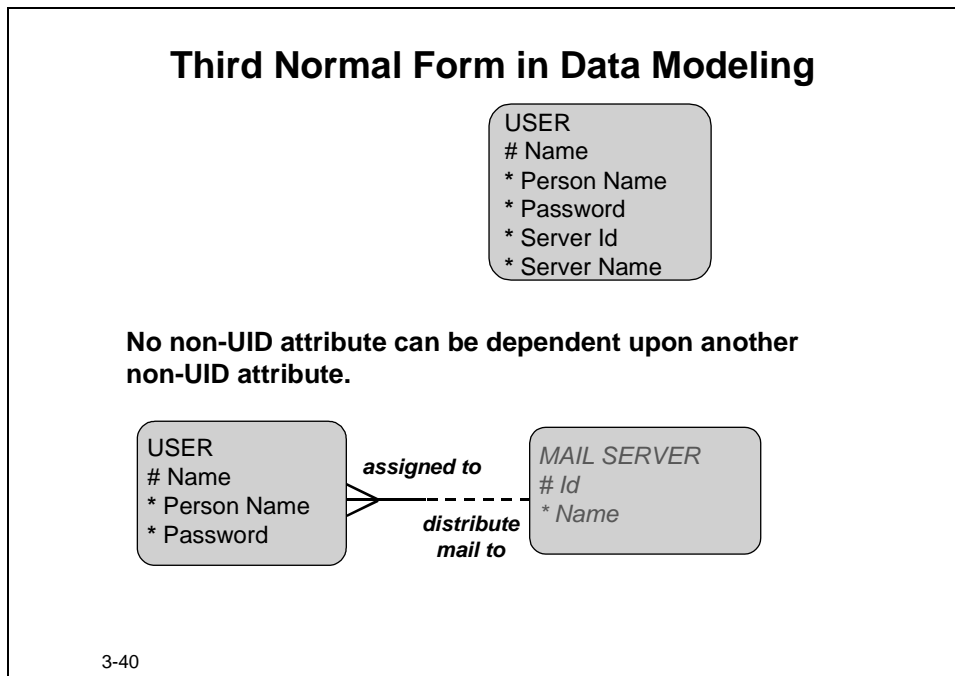 Third Normal Form in Data Modeling
USER
# Name
* Person Name
* Password
* Server Id
* Server Name
No non-UID attribute can be dependent upon another
non-UID attribute.
USER
# Name
* Person Name
* Password
assigned to
distribute
mail to
MAIL SERVER
# Id
* Name
3-40